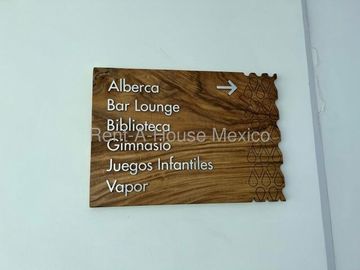 Alberca →
Bar Lounge
Biblioteca
Rent-A-House Mexico
Gimnasio
Juegos Infantiles
Vapor